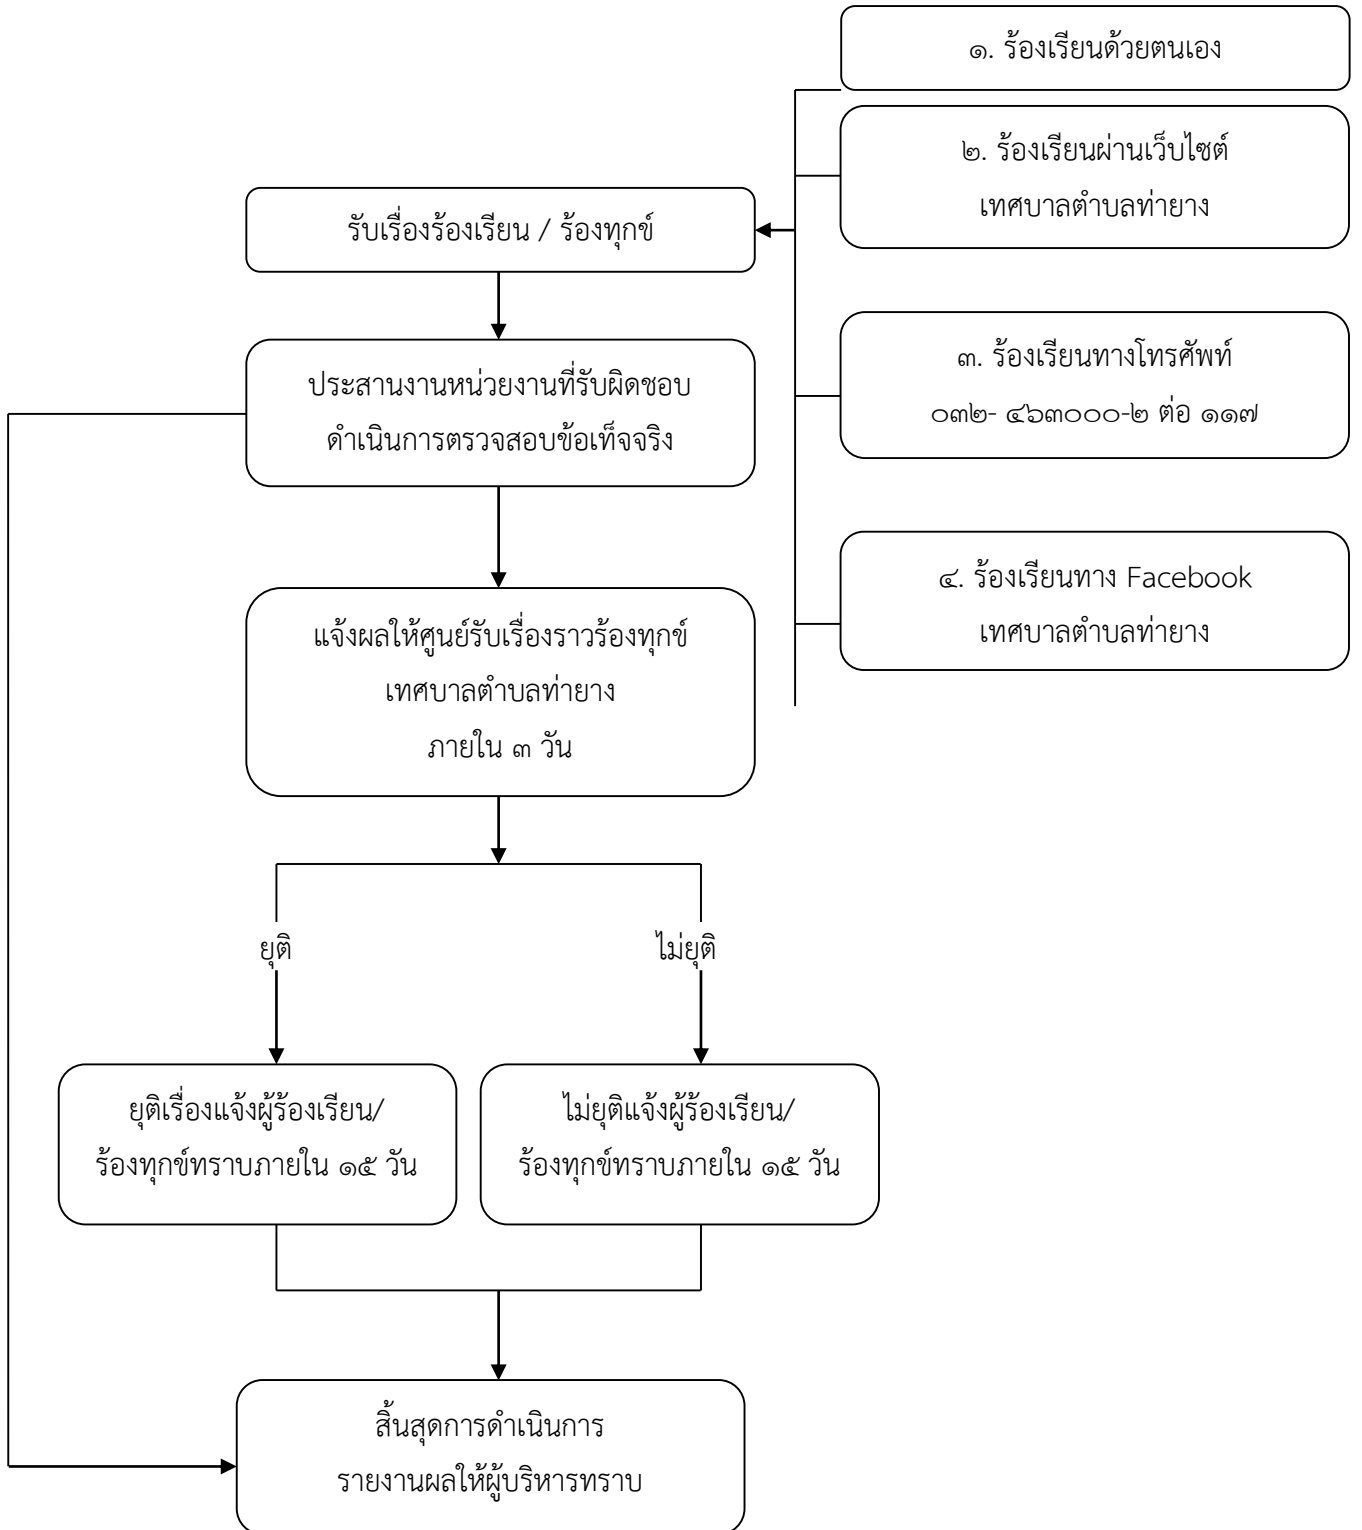 ๑. ร้องเรียนด้วยตนเอง
๒. ร้องเรียนผ่านเว็บไซต์
เทศบาลตำบลท่ายาง
รับเรื่องร้องเรียน / ร้องทุกข์
๓. ร้องเรียนทางโทรศัพท์
๐๓๒- ๔๖๓๐๐๐-๒ ต่อ ๑๑๗
ประสานงานหน่วยงานที่รับผิดชอบ
ดำเนินการตรวจสอบข้อเท็จจริง
๔. ร้องเรียนทาง Facebook
เทศบาลตำบลท่ายาง
แจ้งผลให้ศูนย์รับเรื่องราวร้องทุกข์
เทศบาลตำบลท่ายาง
ภายใน ๓ วัน
ยุติ
ไม่ยุติ
ยุติเรื่องแจ้งผู้ร้องเรียน/
ร้องทุกข์ทราบภายใน ๑๕ วัน
ไม่ยุติแจ้งผู้ร้องเรียน/
ร้องทุกข์ทราบภายใน ๑๕ วัน
สิ้นสุดการดำเนินการ
รายงานผลให้ผู้บริหารทราบ